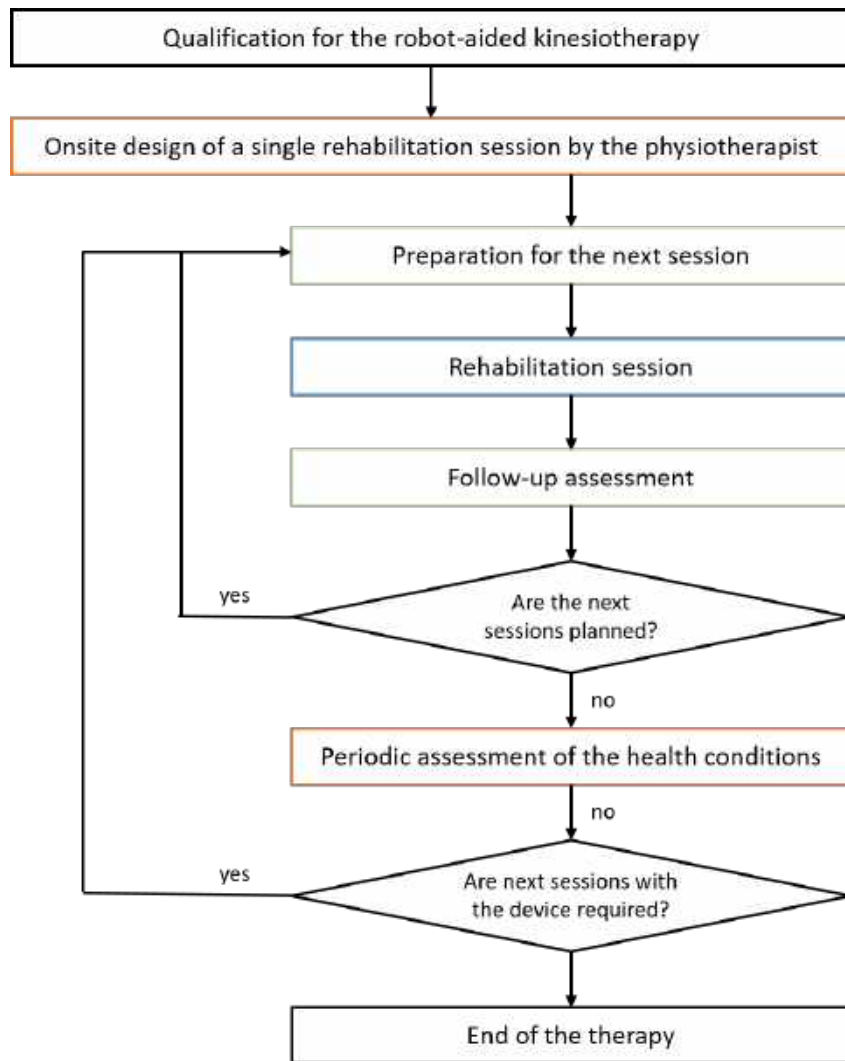 Qualification for the robot-aided kinesiotherapy
Onsite design of a single rehabilitation session by the physiotherapist
Preparation for the next session
Rehabilitation session
Follow-up assessment
yes
Are the next
sessions planned?
no
Periodic assessment of the health conditions
no
yes
Are next sessions with
the device required?
End of the therapy